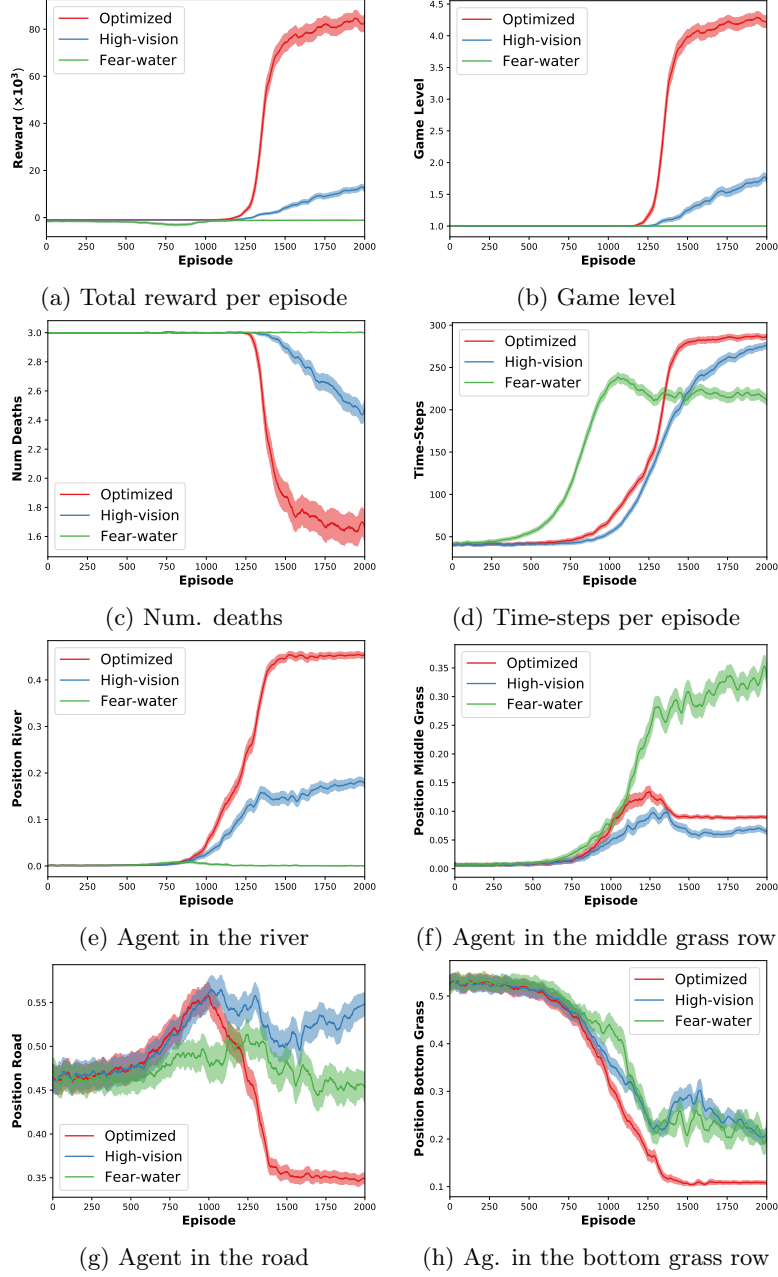 Optimized
High-vision
Fear-water
Reward (×10³)
80
60
40
20
0
0 250 500 750 1000 1250 1500 1750 2000
Episode
(a) Total reward per episode
Optimized
High-vision
Fear-water
Game Level
4.5
4.0
3.5
3.0
2.5
2.0
1.5
1.0
0 250 500 750 1000 1250 1500 1750 2000
Episode
(b) Game level
Optimized
High-vision
Fear-water
Num Deaths
3.0
2.8
2.6
2.4
2.2
2.0
1.8
1.6
0 250 500 750 1000 1250 1500 1750 2000
Episode
(c) Num. deaths
Optimized
High-vision
Fear-water
Time-Steps
300
250
200
150
100
50
0 250 500 750 1000 1250 1500 1750 2000
Episode
(d) Time-steps per episode
Optimized
High-vision
Fear-water
Position River
0.4
0.3
0.2
0.1
0.0
0 250 500 750 1000 1250 1500 1750 2000
Episode
(e) Agent in the river
Optimized
High-vision
Fear-water
Position Middle Grass
0.35
0.30
0.25
0.20
0.15
0.10
0.05
0.00
0 250 500 750 1000 1250 1500 1750 2000
Episode
(f) Agent in the middle grass row
Optimized
High-vision
Fear-water
Position Road
0.55
0.50
0.45
0.40
0.35
0 250 500 750 1000 1250 1500 1750 2000
Episode
(g) Agent in the road
Optimized
High-vision
Fear-water
Position Bottom Grass
0.5
0.4
0.3
0.2
0.1
0 250 500 750 1000 1250 1500 1750 2000
Episode
(h) Ag. in the bottom grass row